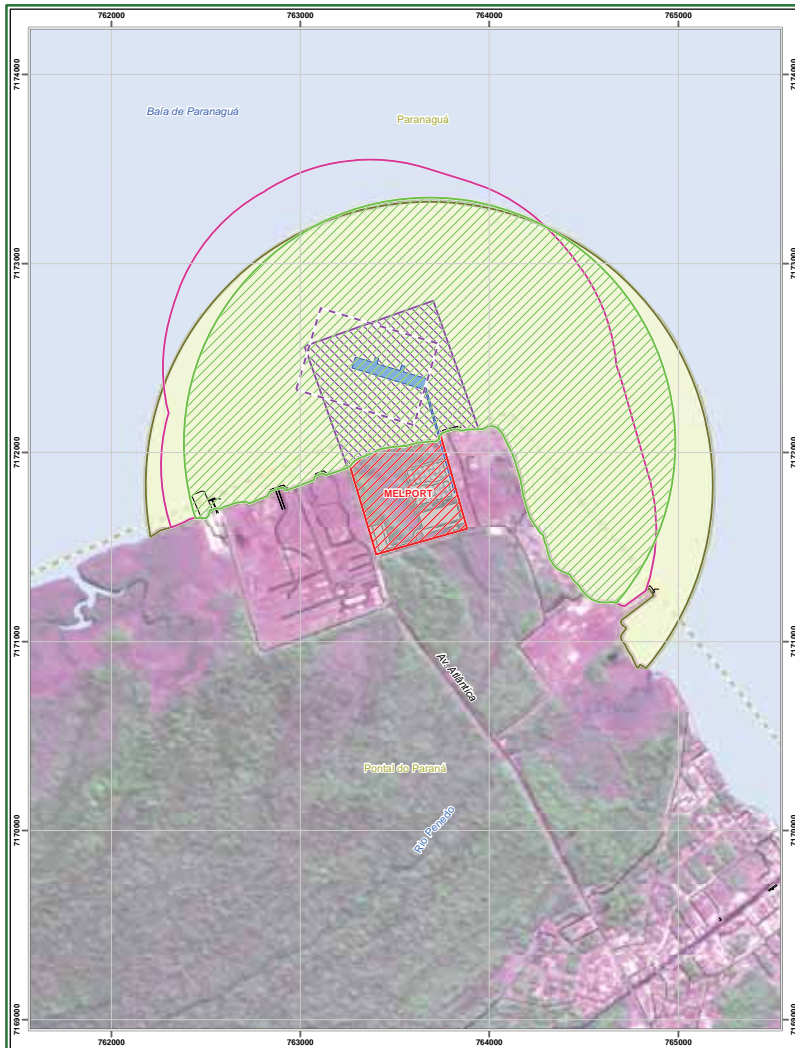 762000 763000 764000 765000
7174000 7174000
Baía de Paranaguá
Paranaguá
7173000 7173000
7172000 7172000
MELPORT
7171000 7171000
Av. Atlântica
Pontal do Paraná
Rio Penedo
7170000 7170000
7169000 7169000
762000 763000 764000 765000